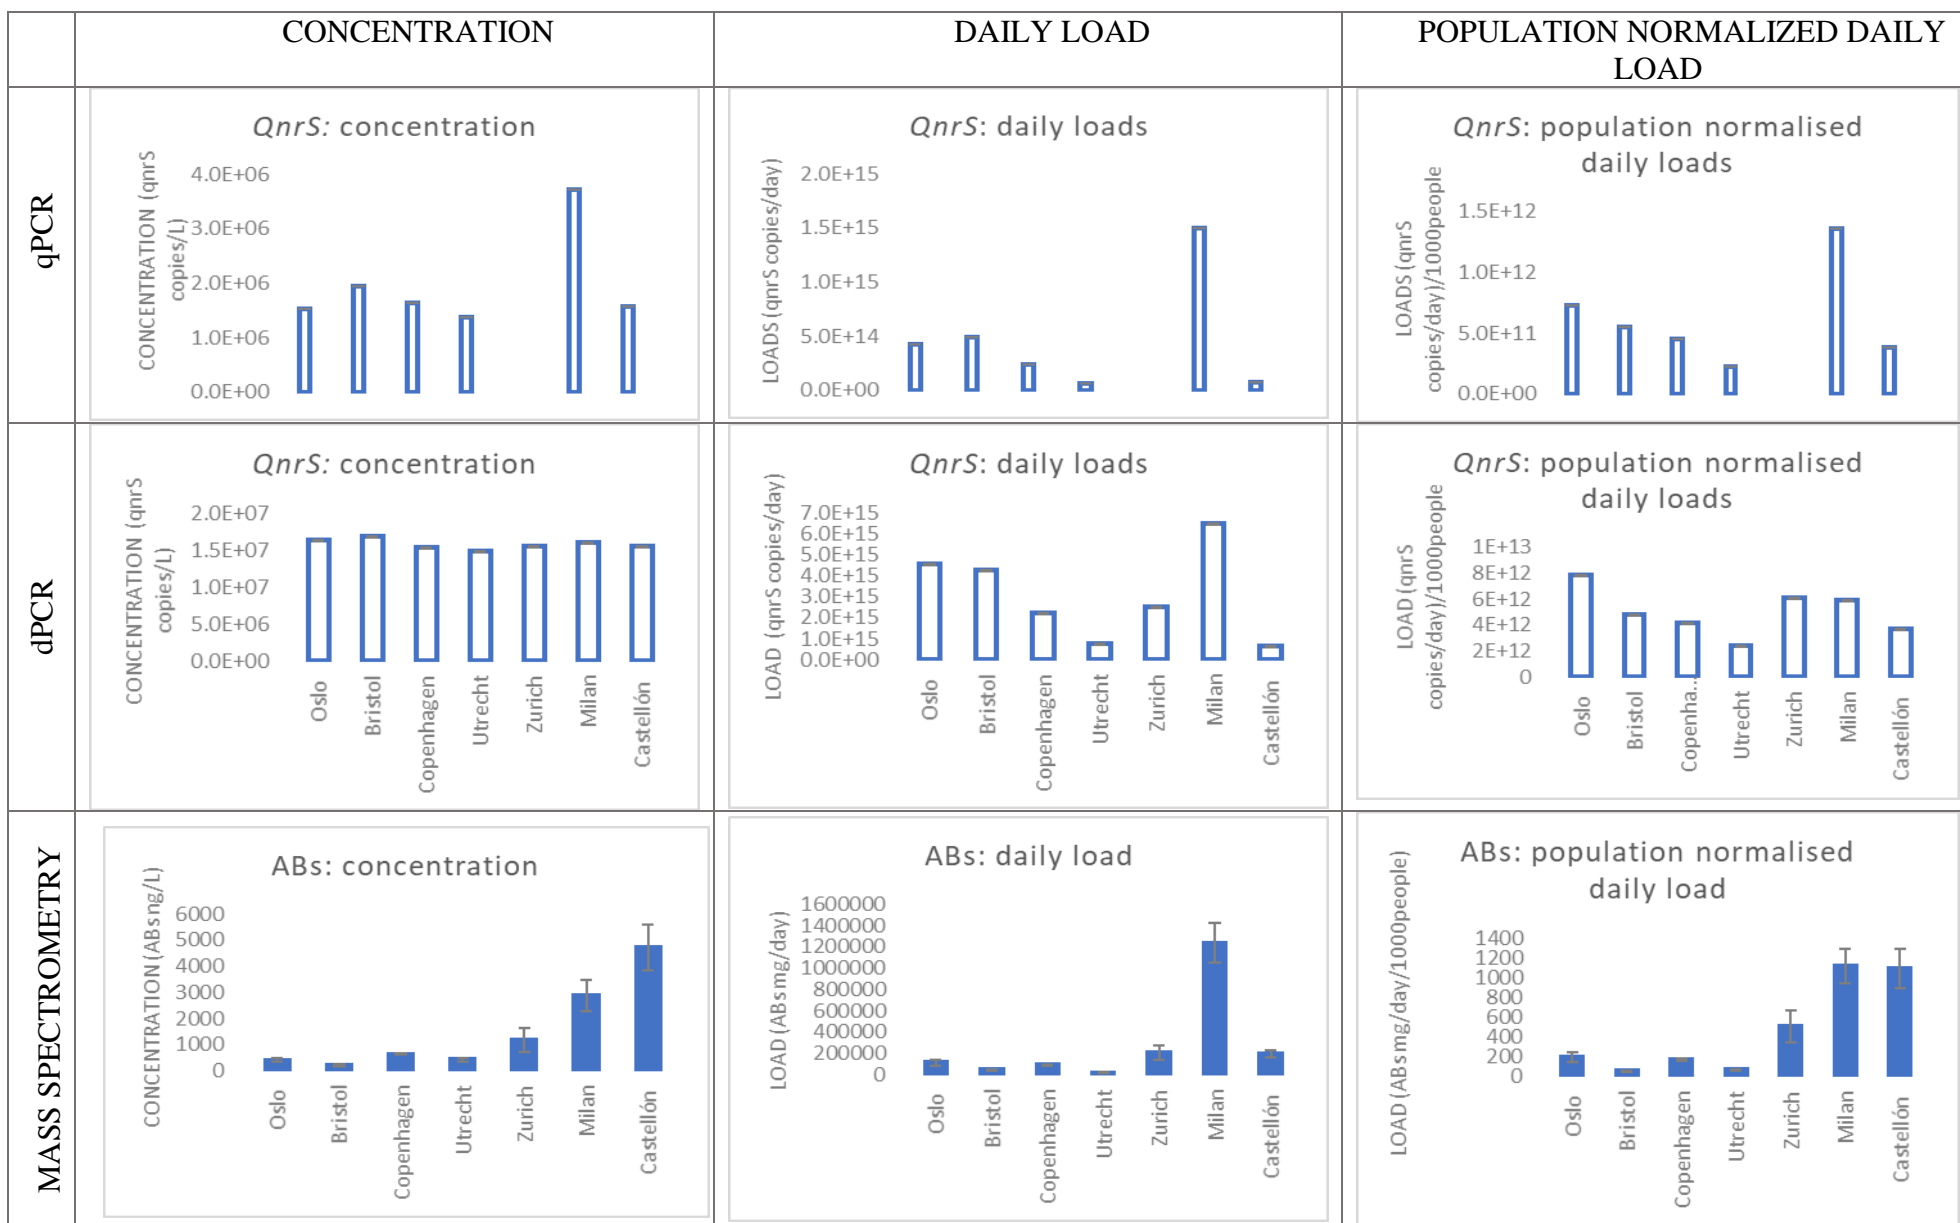 CONCENTRATION
DAILY LOAD
POPULATION NORMALIZED DAILY
LOAD
qPCR
QnrS: concentration
CONCENTRATION (qnrS
copies/L)
4.0E+06
3.0E+06
2.0E+06
1.0E+06
0.0E+00
QnrS: daily loads
LOADS (qnrS copies/day)
2.0E+15
1.5E+15
1.0E+15
5.0E+14
0.0E+00
QnrS: population normalised
daily loads
LOADS (qnrS
copies/day)/1000people
1.5E+12
1.0E+12
5.0E+11
0.0E+00
dPCR
QnrS: concentration
CONCENTRATION (qnrS
copies/L)
2.0E+07
1.5E+07
1.0E+07
5.0E+06
0.0E+00
Oslo
Bristol
Copenhagen
Utrecht
Zurich
Milan
Castellón
QnrS: daily loads
LOAD (qnrS copies/day)
7.0E+15
6.0E+15
5.0E+15
4.0E+15
3.0E+15
2.0E+15
1.0E+15
0.0E+00
Oslo
Bristol
Copenhagen
Utrecht
Zurich
Milan
Castellón
QnrS: population normalised
daily loads
LOAD (qnrS
copies/day)/1000people
1E+13
8E+12
6E+12
4E+12
2E+12
0
Oslo
Bristol
Copenha...
Utrecht
Zurich
Milan
Castellón
MASS SPECTROMETRY
ABs: concentration
CONCENTRATION (ABsng/L)
6000
5000
4000
3000
2000
1000
0
Oslo
Bristol
Copenhagen
Utrecht
Zurich
Milan
Castellón
ABs: daily load
LOAD (ABsmg/day)
1600000
1400000
1200000
1000000
800000
600000
400000
200000
0
Oslo
Bristol
Copenhagen
Utrecht
Zurich
Milan
Castellón
ABs: population normalised
daily load
LOAD (ABsmg/day/1000people)
1400
1200
1000
800
600
400
200
0
Oslo
Bristol
Copenhagen
Utrecht
Zurich
Milan
Castellón